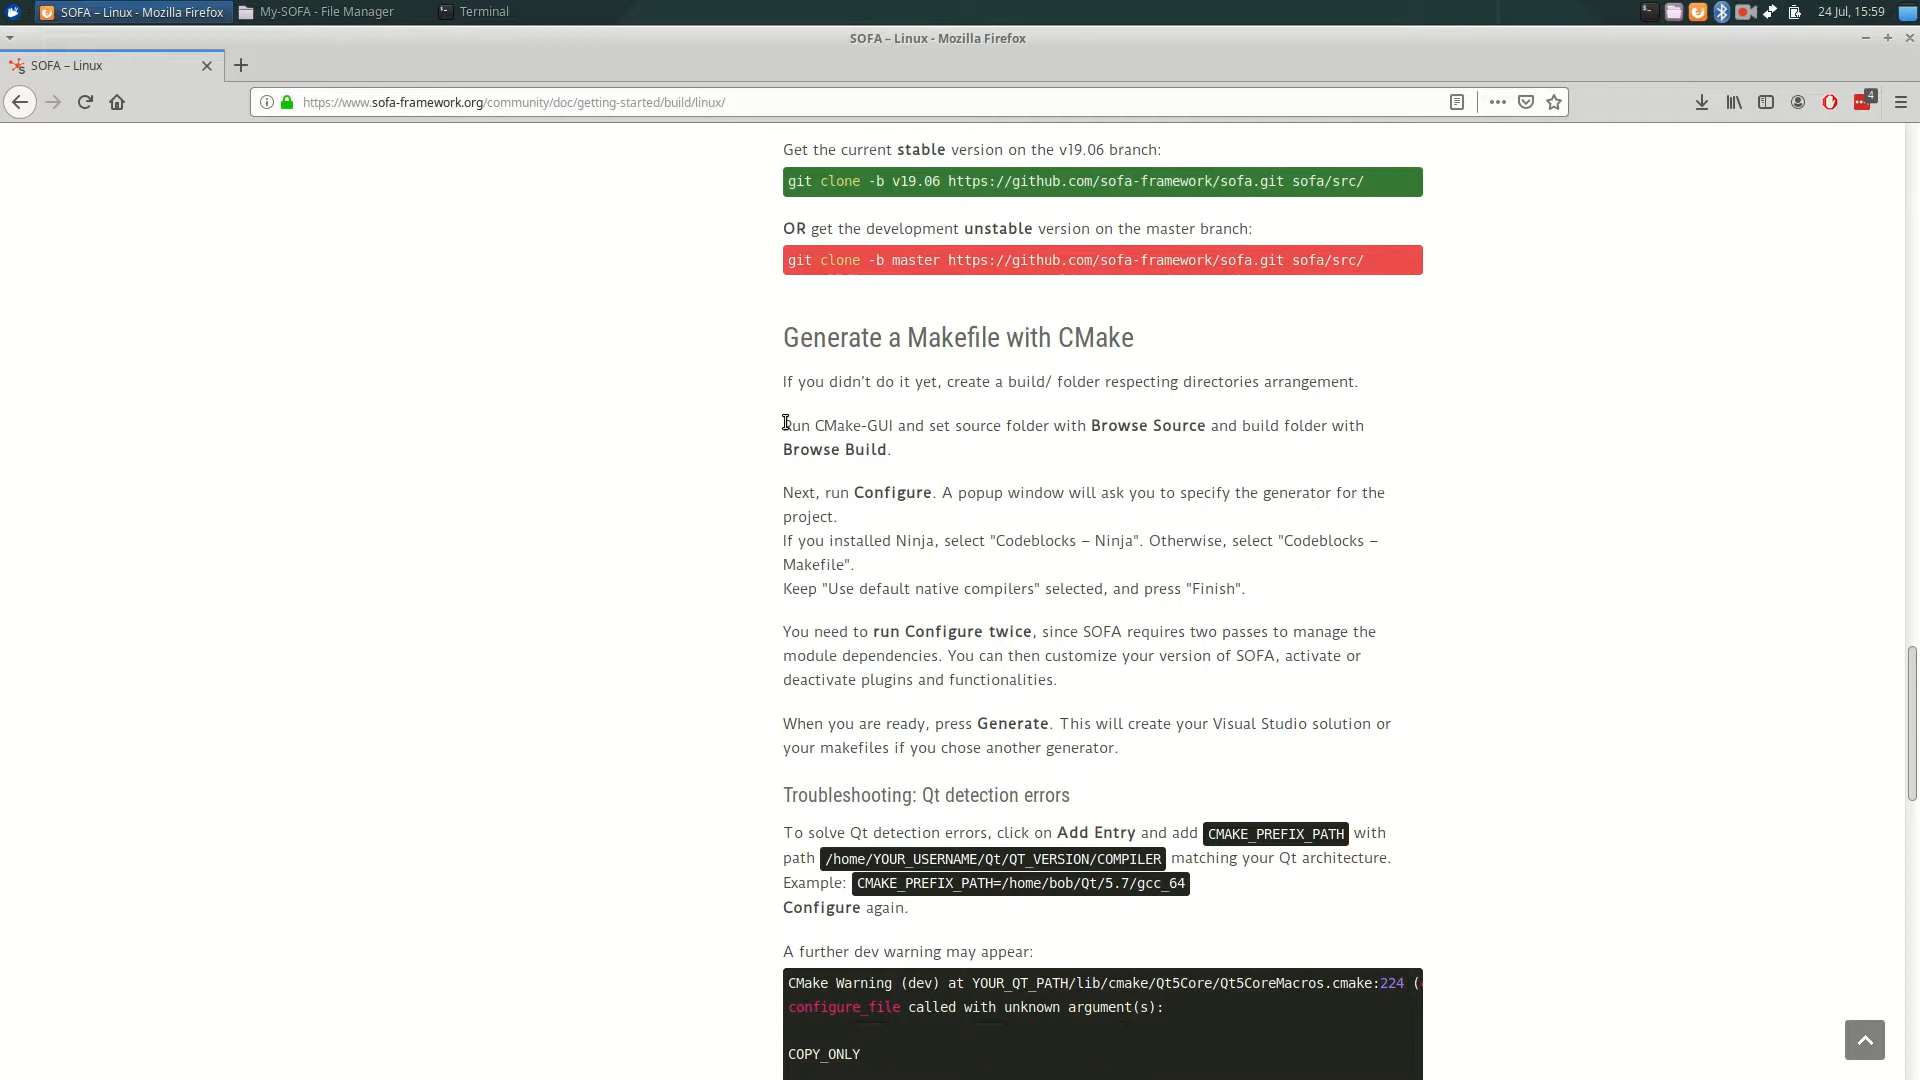 SOFA – Linux - Mozilla Firefox
My-SOFA - File Manager
Terminal
24 Jul, 15:59
SOFA – Linux - Mozilla Firefox
SOFA – Linux
https://www.sofa-framework.org/community/doc/getting-started/build/linux/
4
Get the current stable version on the v19.06 branch:
git clone -b v19.06 https://github.com/sofa-framework/sofa.git sofa/src/
OR get the development unstable version on the master branch:
git clone -b master https://github.com/sofa-framework/sofa.git sofa/src/
Generate a Makefile with CMake
If you didn't do it yet, create a build/ folder respecting directories arrangement.
Run CMake-GUI and set source folder with Browse Source and build folder with
Browse Build.
Next, run Configure. A popup window will ask you to specify the generator for the
project.
If you installed Ninja, select "Codeblocks – Ninja". Otherwise, select "Codeblocks –
Makefile".
Keep "Use default native compilers" selected, and press "Finish".
You need to run Configure twice, since SOFA requires two passes to manage the
module dependencies. You can then customize your version of SOFA, activate or
deactivate plugins and functionalities.
When you are ready, press Generate. This will create your Visual Studio solution or
your makefiles if you chose another generator.
Troubleshooting: Qt detection errors
To solve Qt detection errors, click on Add Entry and add CMAKE_PREFIX_PATH with
path /home/YOUR_USERNAME/Qt/QT_VERSION/COMPILER matching your Qt architecture.
Example: CMAKE_PREFIX_PATH=/home/bob/Qt/5.7/gcc_64
Configure again.
A further dev warning may appear:
CMake Warning (dev) at YOUR_QT_PATH/lib/cmake/Qt5Core/Qt5CoreMacros.cmake:224 (
configure_file called with unknown argument(s):
COPY_ONLY